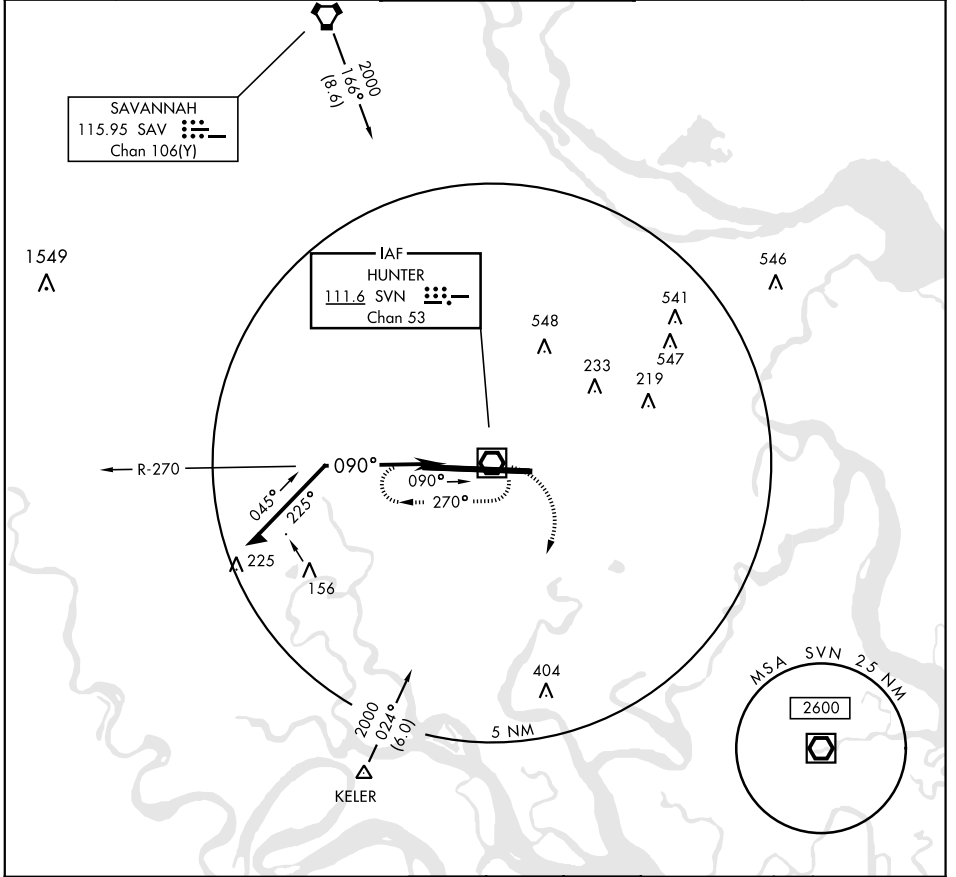 2000
166°
(8.6)
SAVANNAH
115.95 SAV
Chan 106(Y)
1549
IAF
HUNTER
111.6 SVN
Chan 53
546
541
548
547
233
219
R-270
090°
090°
270°
045°
225°
225
156
404
MSA SVN 25 NM
2600
2000
024°
(6.0)
5 NM
KELER